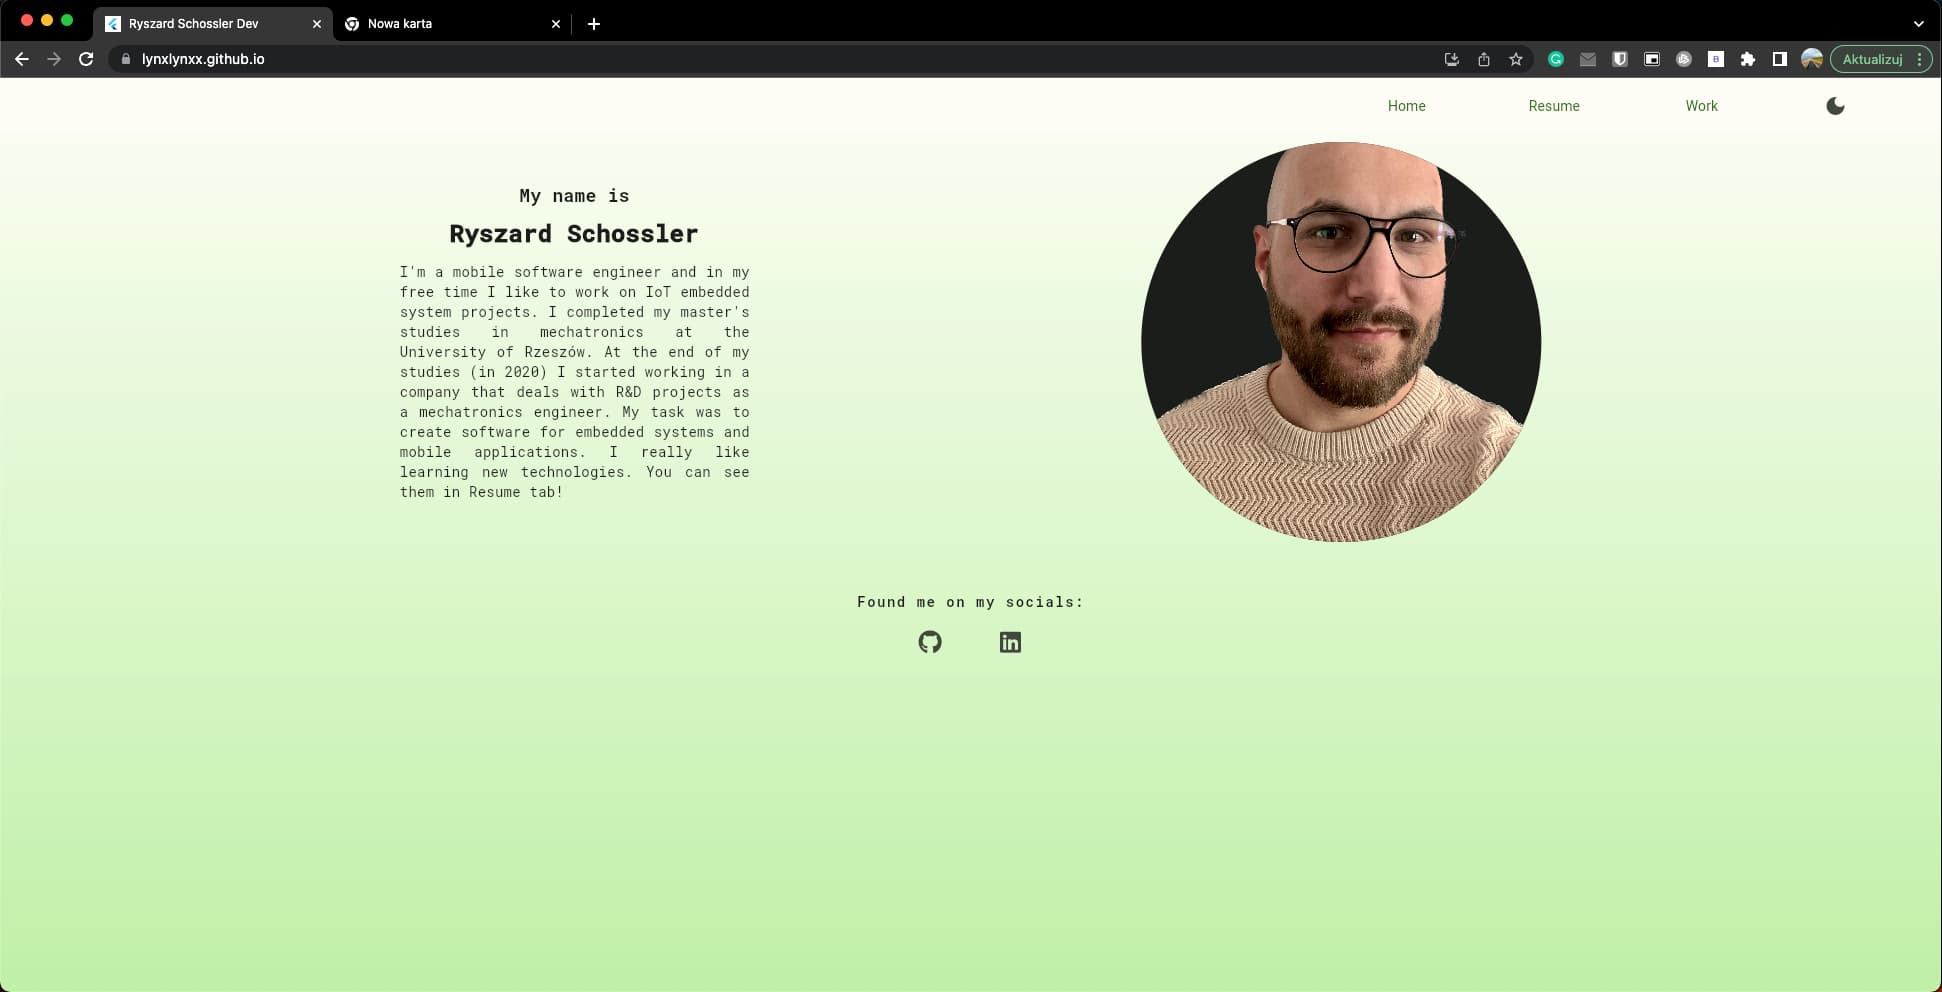 Ryszard Schossler Dev
Nowa karta
lynxlynxx.github.io
Aktualizuj
Home
Resume
Work
My name is
Ryszard Schossler
I'm a mobile software engineer and in my
free time I like to work on IoT embedded
system projects. I completed my master's
studies in mechatronics at the
University of Rzeszów. At the end of my
studies (in 2020) I started working in a
company that deals with R&D projects as
a mechatronics engineer. My task was to
create software for embedded systems and
mobile applications. I really like
learning new technologies. You can see
them in Resume tab!
Found me on my socials:
in